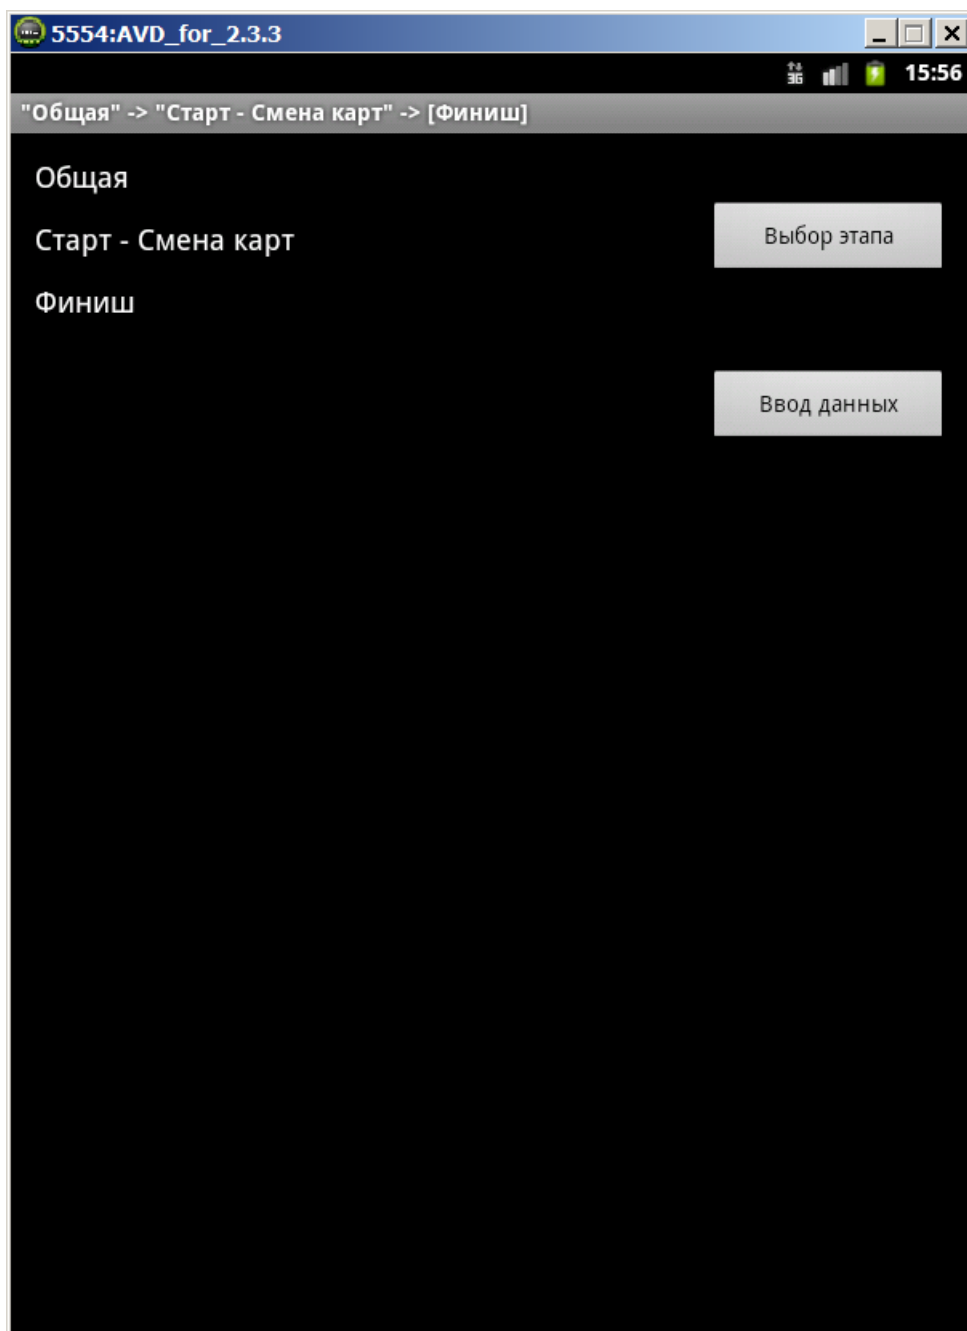 5554:AVD_for_2.3.3
3G 15:56
"Общая" -> "Старт - Смена карт" -> [Финиш]
Общая
Старт - Смена карт
Выбор этапа
Финиш
Ввод данных